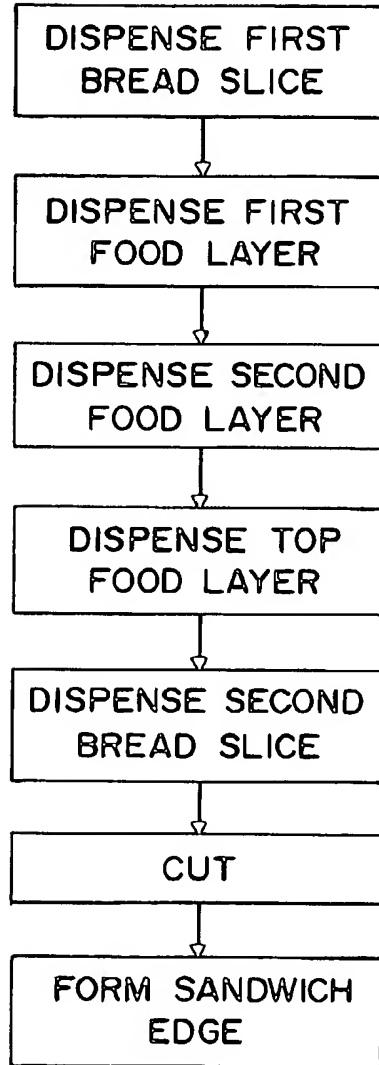 DISPENSE FIRST
BREAD SLICE
DISPENSE FIRST
FOOD LAYER
DISPENSE SECOND
FOOD LAYER
DISPENSE TOP
FOOD LAYER
DISPENSE SECOND
BREAD SLICE
CUT
FORM SANDWICH
EDGE